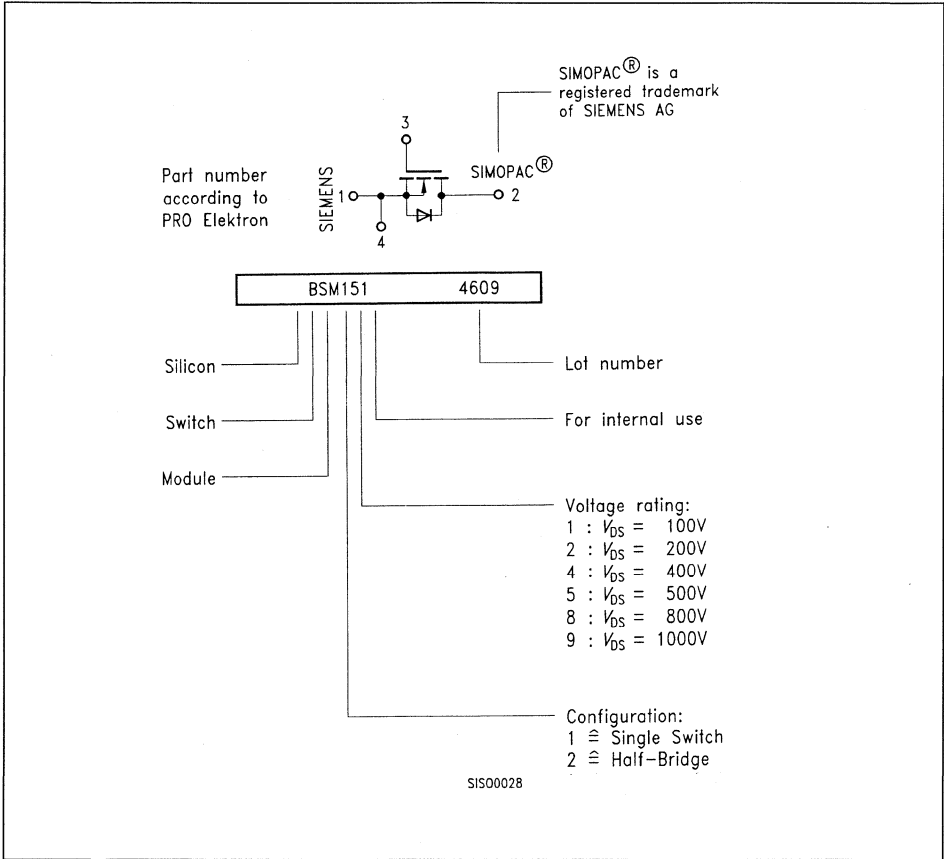 SIMOPAC® is a
registered trademark
of SIEMENS AG
3
Part number
according to
PRO Elektron
SIEMENS
1
SIMOPAC®
2
4
BSM151 4609
Silicon
Lot number
Switch
For internal use
Module
Voltage rating:
1 : VDS = 100V
2 : VDS = 200V
4 : VDS = 400V
5 : VDS = 500V
8 : VDS = 800V
9 : VDS = 1000V
Configuration:
1 ≙ Single Switch
2 ≙ Half-Bridge
SIS00028